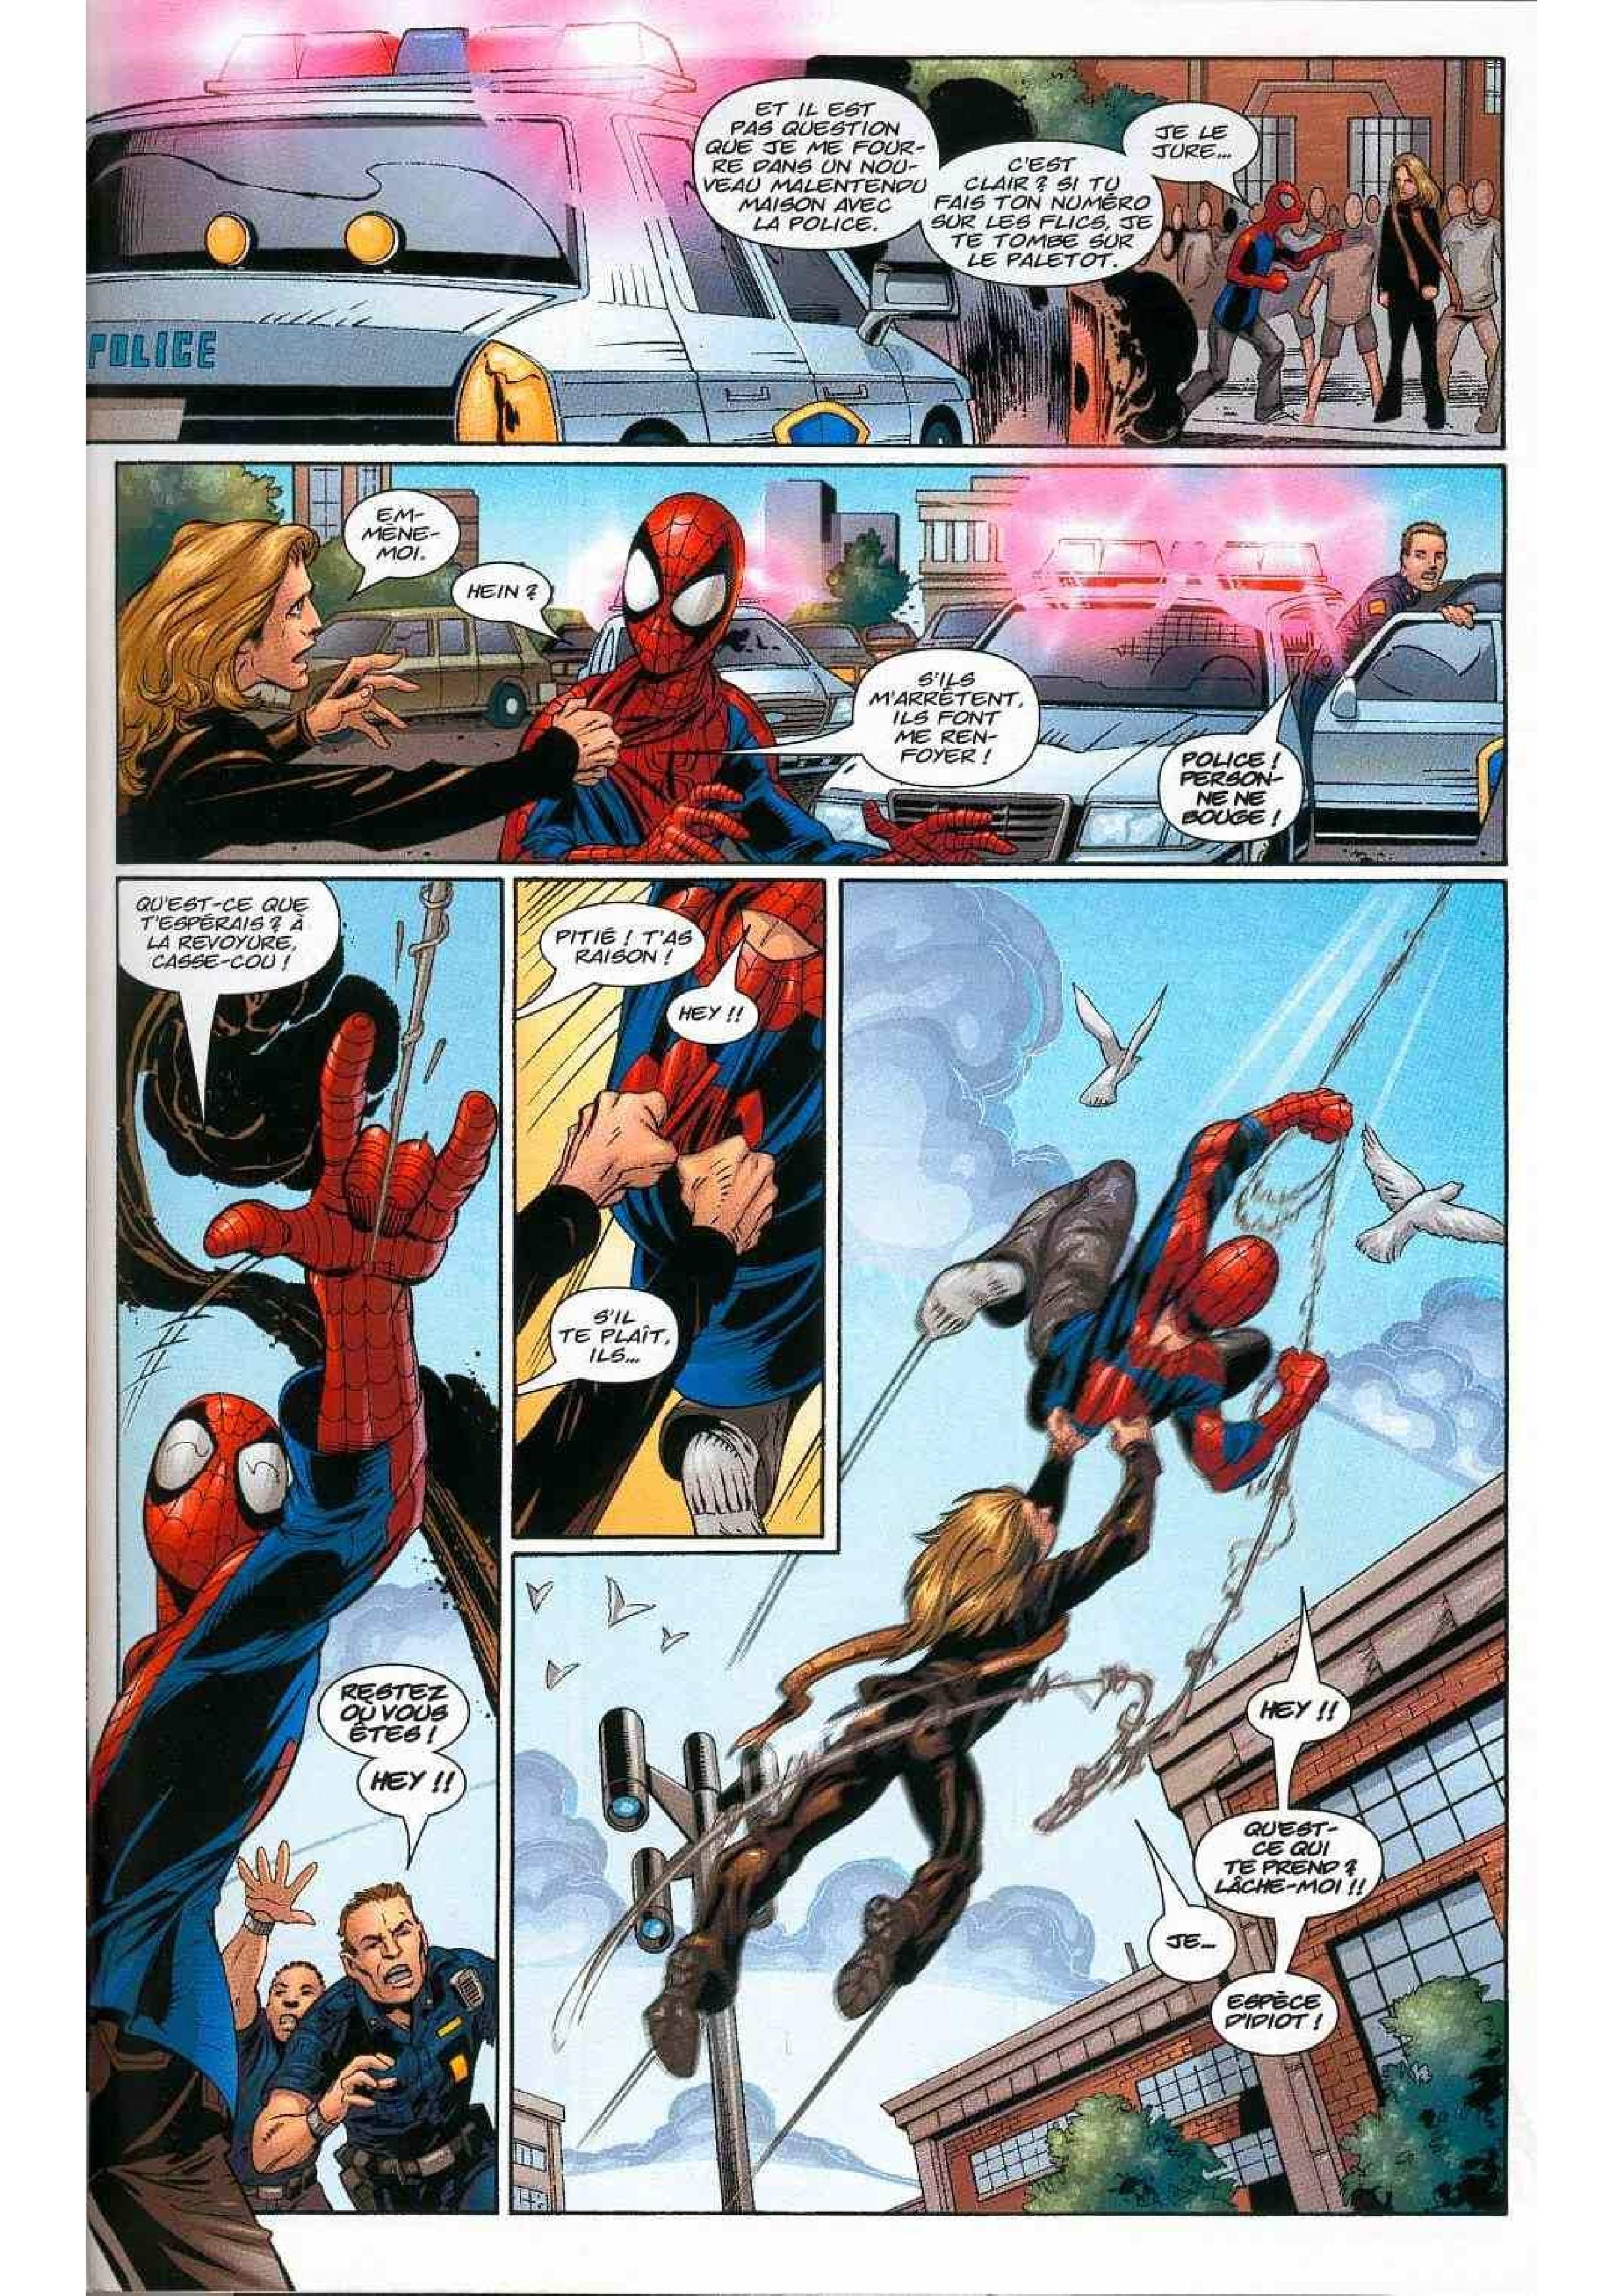 POLICE
ET IL EST
PAS QUESTION
QUE JE ME FOUR-
RE DANS UN NOU-
VEAU MALENTENDU
MAISON AVEC
LA POLICE.
C'EST
CLAIR ? SI TU
FAIS TON NUMÉRO
SUR LES FLICS, JE
TE TOMBE SUR
LE PALETOT.
JE LE
JURE...
EM-
MÈNE-
MOI.
HEIN ?
S'ILS
M'ARRÊTENT,
ILS FONT
ME REN-
FOYER !
POLICE !
PERSON-
NE NE
BOUGE !
QU'EST-CE QUE
T'ESPÉRAIS ? À
LA REVOYURE,
CASSE-COU !
RESTEZ
OÙ VOUS
ÊTES !
HEY !!
PITIÉ ! T'AS
RAISON !
HEY !!
S'IL
TE PLAÎT,
ILS...
HEY !!
QU'EST-
CE QUI
TE PREND ?
LÂCHE-MOI !!
JE...
ESPÈCE
D'IDIOT !